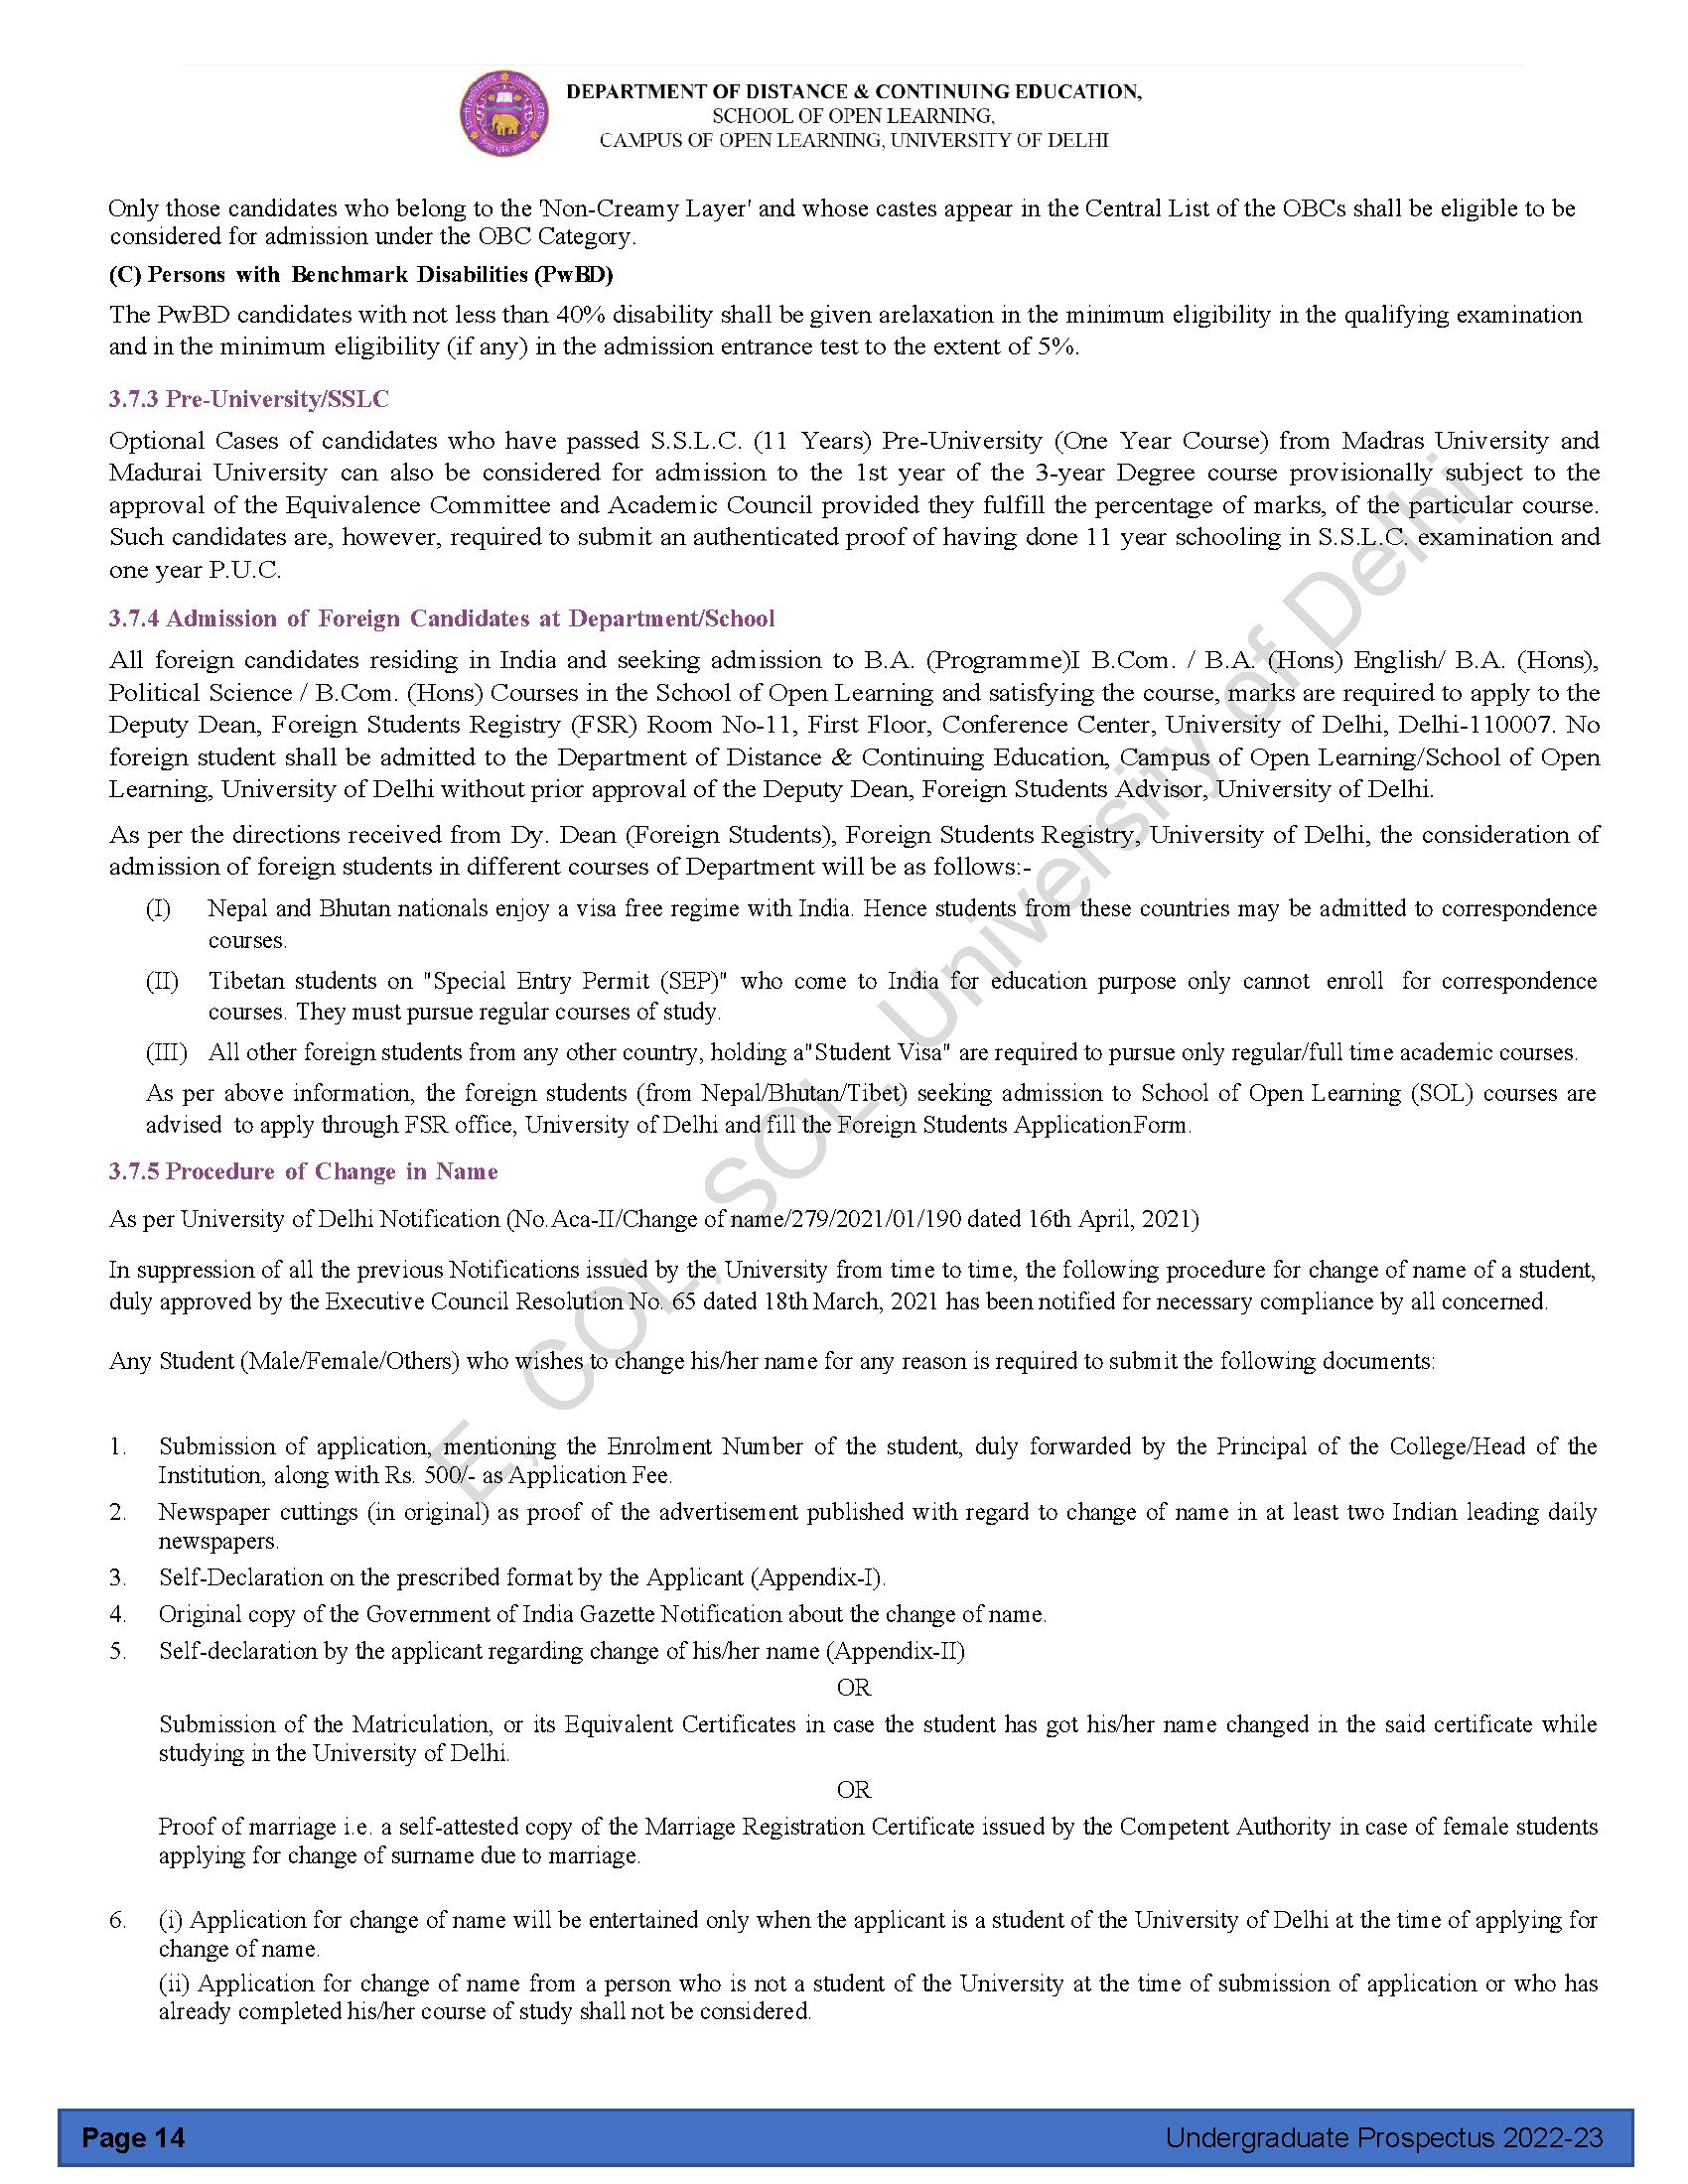 DEPARTMENT OF DISTANCE & CONTINUING EDUCATION,
SCHOOL OF OPEN LEARNING,
CAMPUS OF OPEN LEARNING, UNIVERSITY OF DELHI
Only those candidates who belong to the 'Non-Creamy Layer' and whose castes appear in the Central List of the OBCs shall be eligible to be
considered for admission under the OBC Category.
(C) Persons with Benchmark Disabilities (PwBD)
The PwBD candidates with not less than 40% disability shall be given arelaxation in the minimum eligibility in the qualifying examination
and in the minimum eligibility (if any) in the admission entrance test to the extent of 5%.
3.7.3 Pre-University/SSLC
Optional Cases of candidates who have passed S.S.L.C. (11 Years) Pre-University (One Year Course) from Madras University and
Madurai University can also be considered for admission to the 1st year of the 3-year Degree course provisionally subject to the
approval of the Equivalence Committee and Academic Council provided they fulfill the percentage of marks, of the particular course.
Such candidates are, however, required to submit an authenticated proof of having done 11 year schooling in S.S.L.C. examination and
one year P.U.C.
3.7.4 Admission of Foreign Candidates at Department/School
All foreign candidates residing in India and seeking admission to B.A. (Programme)I B.Com. / B.A. (Hons) English/ B.A. (Hons),
Political Science / B.Com. (Hons) Courses in the School of Open Learning and satisfying the course, marks are required to apply to the
Deputy Dean, Foreign Students Registry (FSR) Room No-11, First Floor, Conference Center, University of Delhi, Delhi-110007. No
foreign student shall be admitted to the Department of Distance & Continuing Education, Campus of Open Learning/School of Open
Learning, University of Delhi without prior approval of the Deputy Dean, Foreign Students Advisor, University of Delhi.
As per the directions received from Dy. Dean (Foreign Students), Foreign Students Registry, University of Delhi, the consideration of
admission of foreign students in different courses of Department will be as follows:-
(I) Nepal and Bhutan nationals enjoy a visa free regime with India. Hence students from these countries may be admitted to correspondence
courses.
(II) Tibetan students on "Special Entry Permit (SEP)" who come to India for education purpose only cannot enroll for correspondence
courses. They must pursue regular courses of study.
(III) All other foreign students from any other country, holding a"Student Visa" are required to pursue only regular/full time academic courses.
As per above information, the foreign students (from Nepal/Bhutan/Tibet) seeking admission to School of Open Learning (SOL) courses are
advised to apply through FSR office, University of Delhi and fill the Foreign Students ApplicationForm.
3.7.5 Procedure of Change in Name
As per University of Delhi Notification (No.Aca-II/Change of name/279/2021/01/190 dated 16th April, 2021)
In suppression of all the previous Notifications issued by the University from time to time, the following procedure for change of name of a student,
duly approved by the Executive Council Resolution No. 65 dated 18th March, 2021 has been notified for necessary compliance by all concerned.
Any Student (Male/Female/Others) who wishes to change his/her name for any reason is required to submit the following documents:
1. Submission of application, mentioning the Enrolment Number of the student, duly forwarded by the Principal of the College/Head of the
Institution, along with Rs. 500/- as Application Fee.
2. Newspaper cuttings (in original) as proof of the advertisement published with regard to change of name in at least two Indian leading daily
newspapers.
3. Self-Declaration on the prescribed format by the Applicant (Appendix-I).
4. Original copy of the Government of India Gazette Notification about the change of name.
5. Self-declaration by the applicant regarding change of his/her name (Appendix-II)
OR
Submission of the Matriculation, or its Equivalent Certificates in case the student has got his/her name changed in the said certificate while
studying in the University of Delhi.
OR
Proof of marriage i.e. a self-attested copy of the Marriage Registration Certificate issued by the Competent Authority in case of female students
applying for change of surname due to marriage.
6. (i) Application for change of name will be entertained only when the applicant is a student of the University of Delhi at the time of applying for
change of name.
(ii) Application for change of name from a person who is not a student of the University at the time of submission of application or who has
already completed his/her course of study shall not be considered.
E, COL, SOL, University of Delhi
Page 14 Undergraduate Prospectus 2022-23